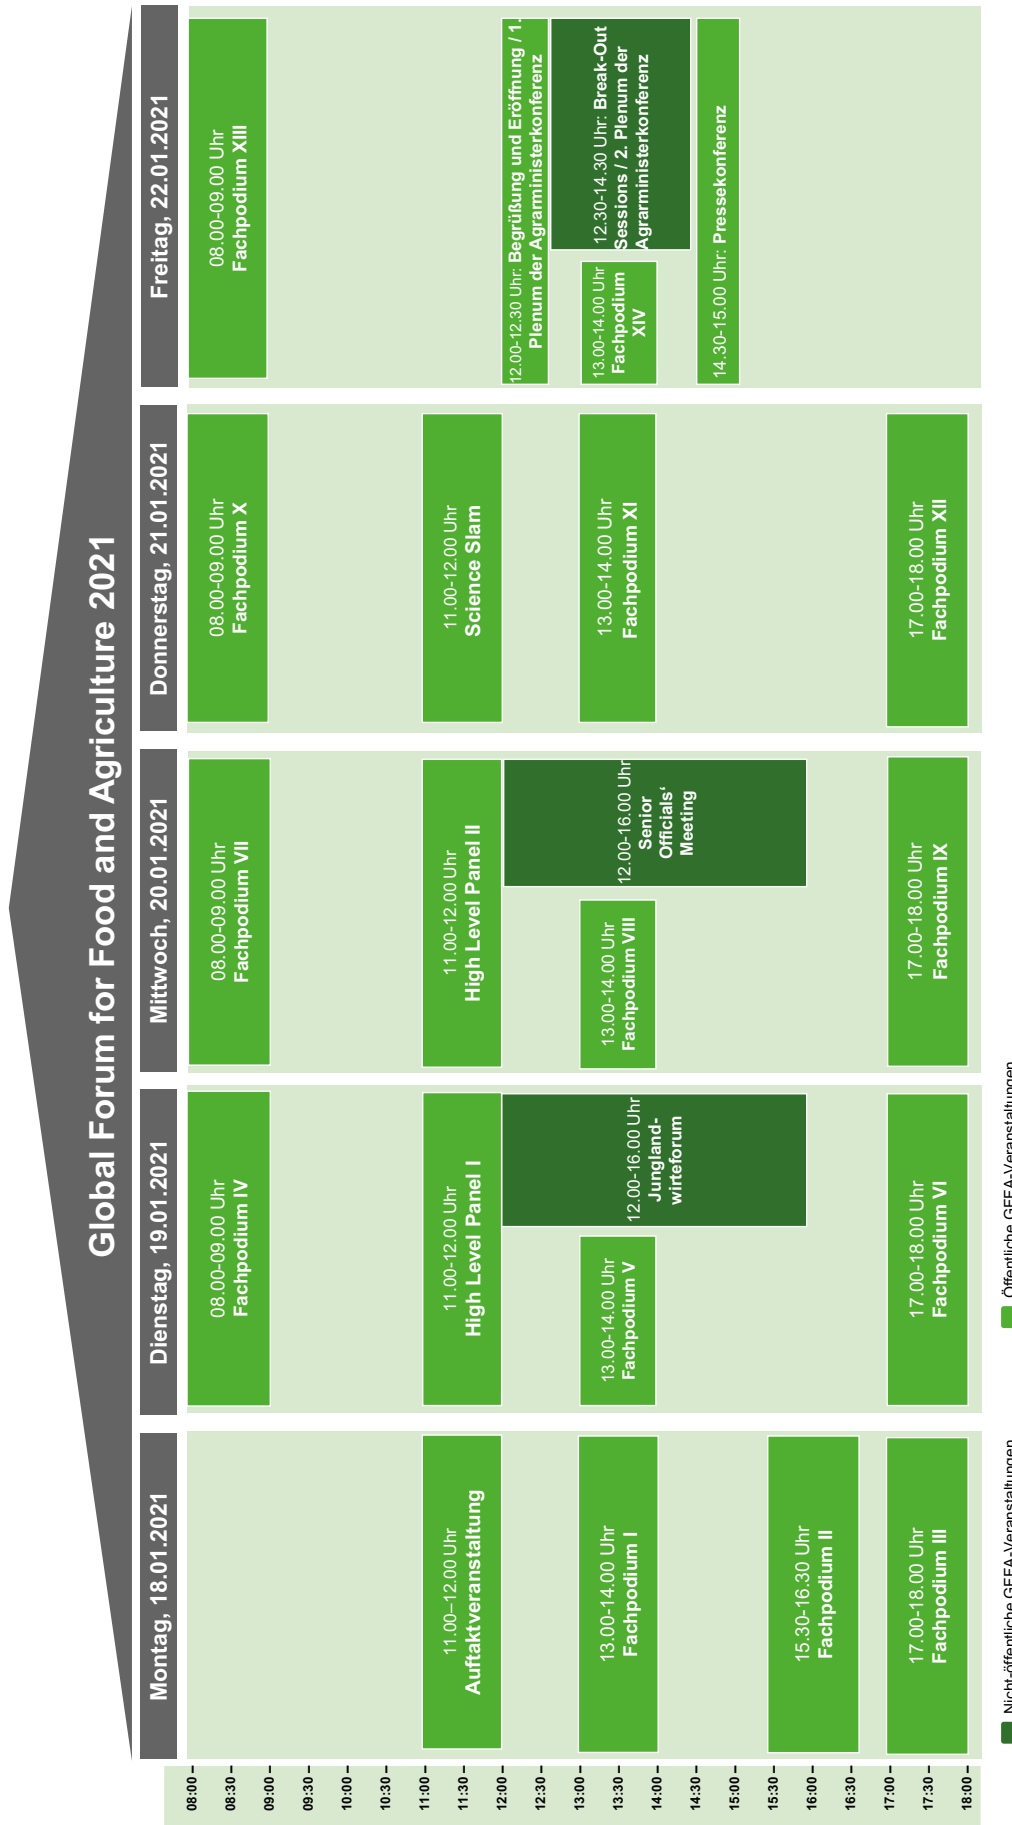 Global Forum for Food and Agriculture 2021
Montag, 18.01.2021
Dienstag, 19.01.2021
Mittwoch, 20.01.2021
Donnerstag, 21.01.2021
Freitag, 22.01.2021
08:00
08:30
09:00
09:30
10:00
10:30
11:00
11:30
12:00
12:30
13:00
13:30
14:00
14:30
15:00
15:30
16:00
16:30
17:00
17:30
18:00
11.00–12.00 Uhr
Auftaktveranstaltung
13.00-14.00 Uhr
Fachpodium I
15.30-16.30 Uhr
Fachpodium II
17.00-18.00 Uhr
Fachpodium III
08.00-09.00 Uhr
Fachpodium IV
11.00-12.00 Uhr
High Level Panel I
13.00-14.00 Uhr
Fachpodium V
12.00-16.00 Uhr
Jungland-
wirteforum
17.00-18.00 Uhr
Fachpodium VI
08.00-09.00 Uhr
Fachpodium VII
11.00-12.00 Uhr
High Level Panel II
13.00-14.00 Uhr
Fachpodium VIII
12.00-16.00 Uhr
Senior
Officials‘
Meeting
17.00-18.00 Uhr
Fachpodium IX
08.00-09.00 Uhr
Fachpodium X
11.00-12.00 Uhr
Science Slam
13.00-14.00 Uhr
Fachpodium XI
17.00-18.00 Uhr
Fachpodium XII
08.00-09.00 Uhr
Fachpodium XIII
12.00-12.30 Uhr: Begrüßung und Eröffnung / 1.
Plenum der Agrarministerkonferenz
13.00-14.00 Uhr
Fachpodium
XIV
12.30-14.30 Uhr: Break-Out
Sessions / 2. Plenum der
Agrarministerkonferenz
14.30-15.00 Uhr: Pressekonferenz
Nicht-öffentliche GFFA-Veranstaltungen
Öffentliche GFFA-Veranstaltungen